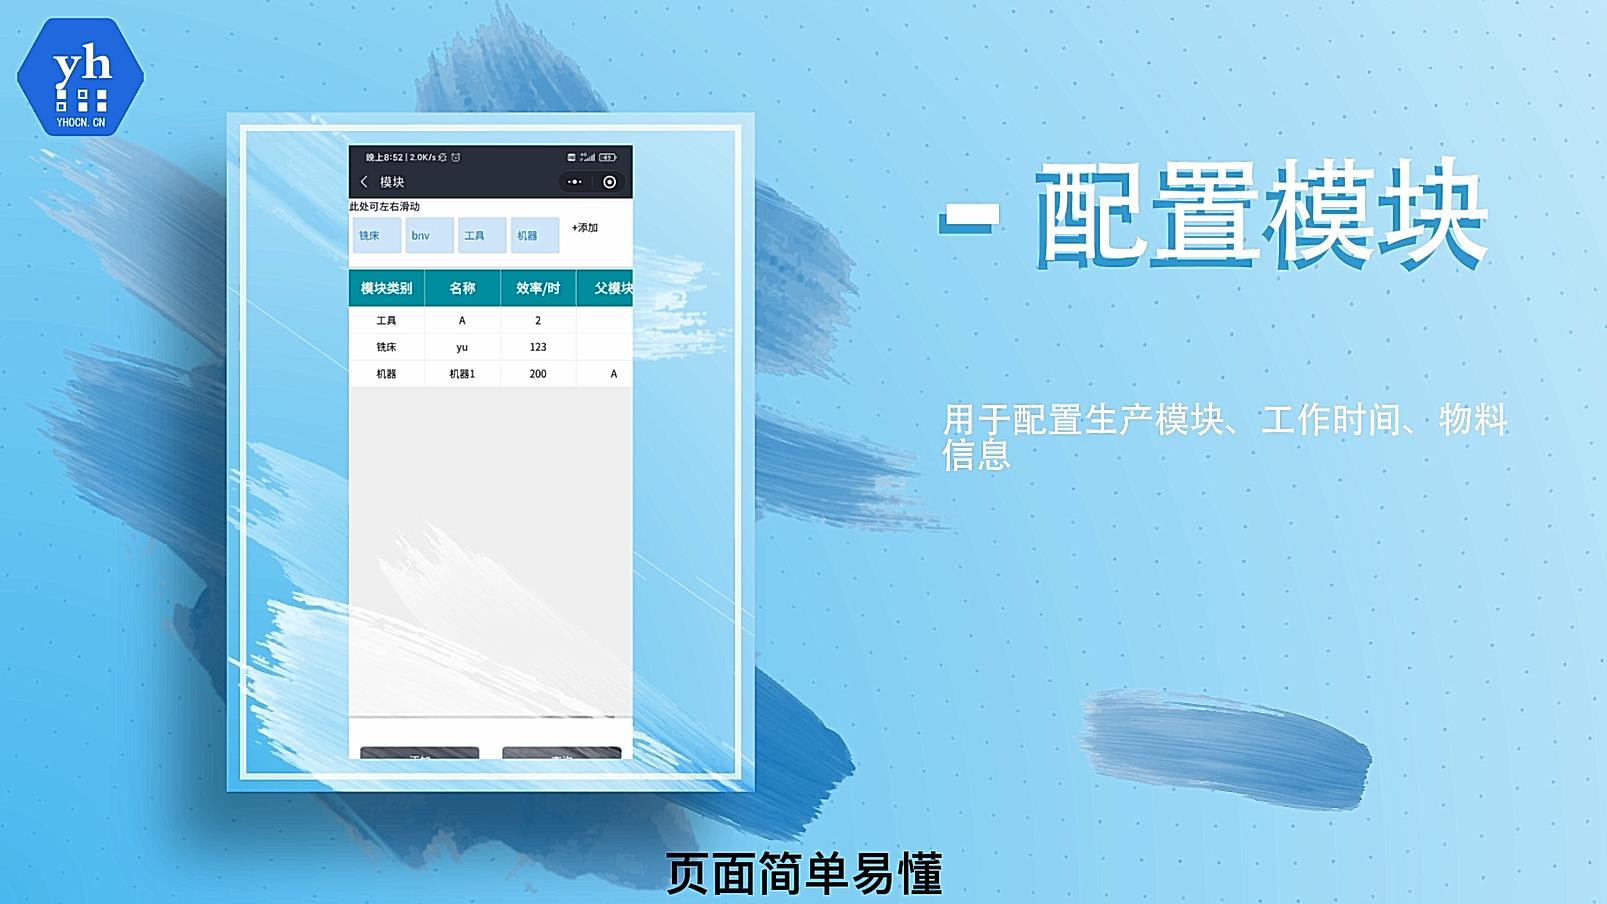 yh
YHOCN.CN
晚上8:52 | 2.0K/s
模块
此处可左右滑动
铣床 bnv 工具 机器 +添加
模块类别 名称 效率/时 父模块
工具 A 2
铣床 yu 123
机器 机器1 200 A
- 配置模块
用于配置生产模块、工作时间、物料
信息
页面简单易懂